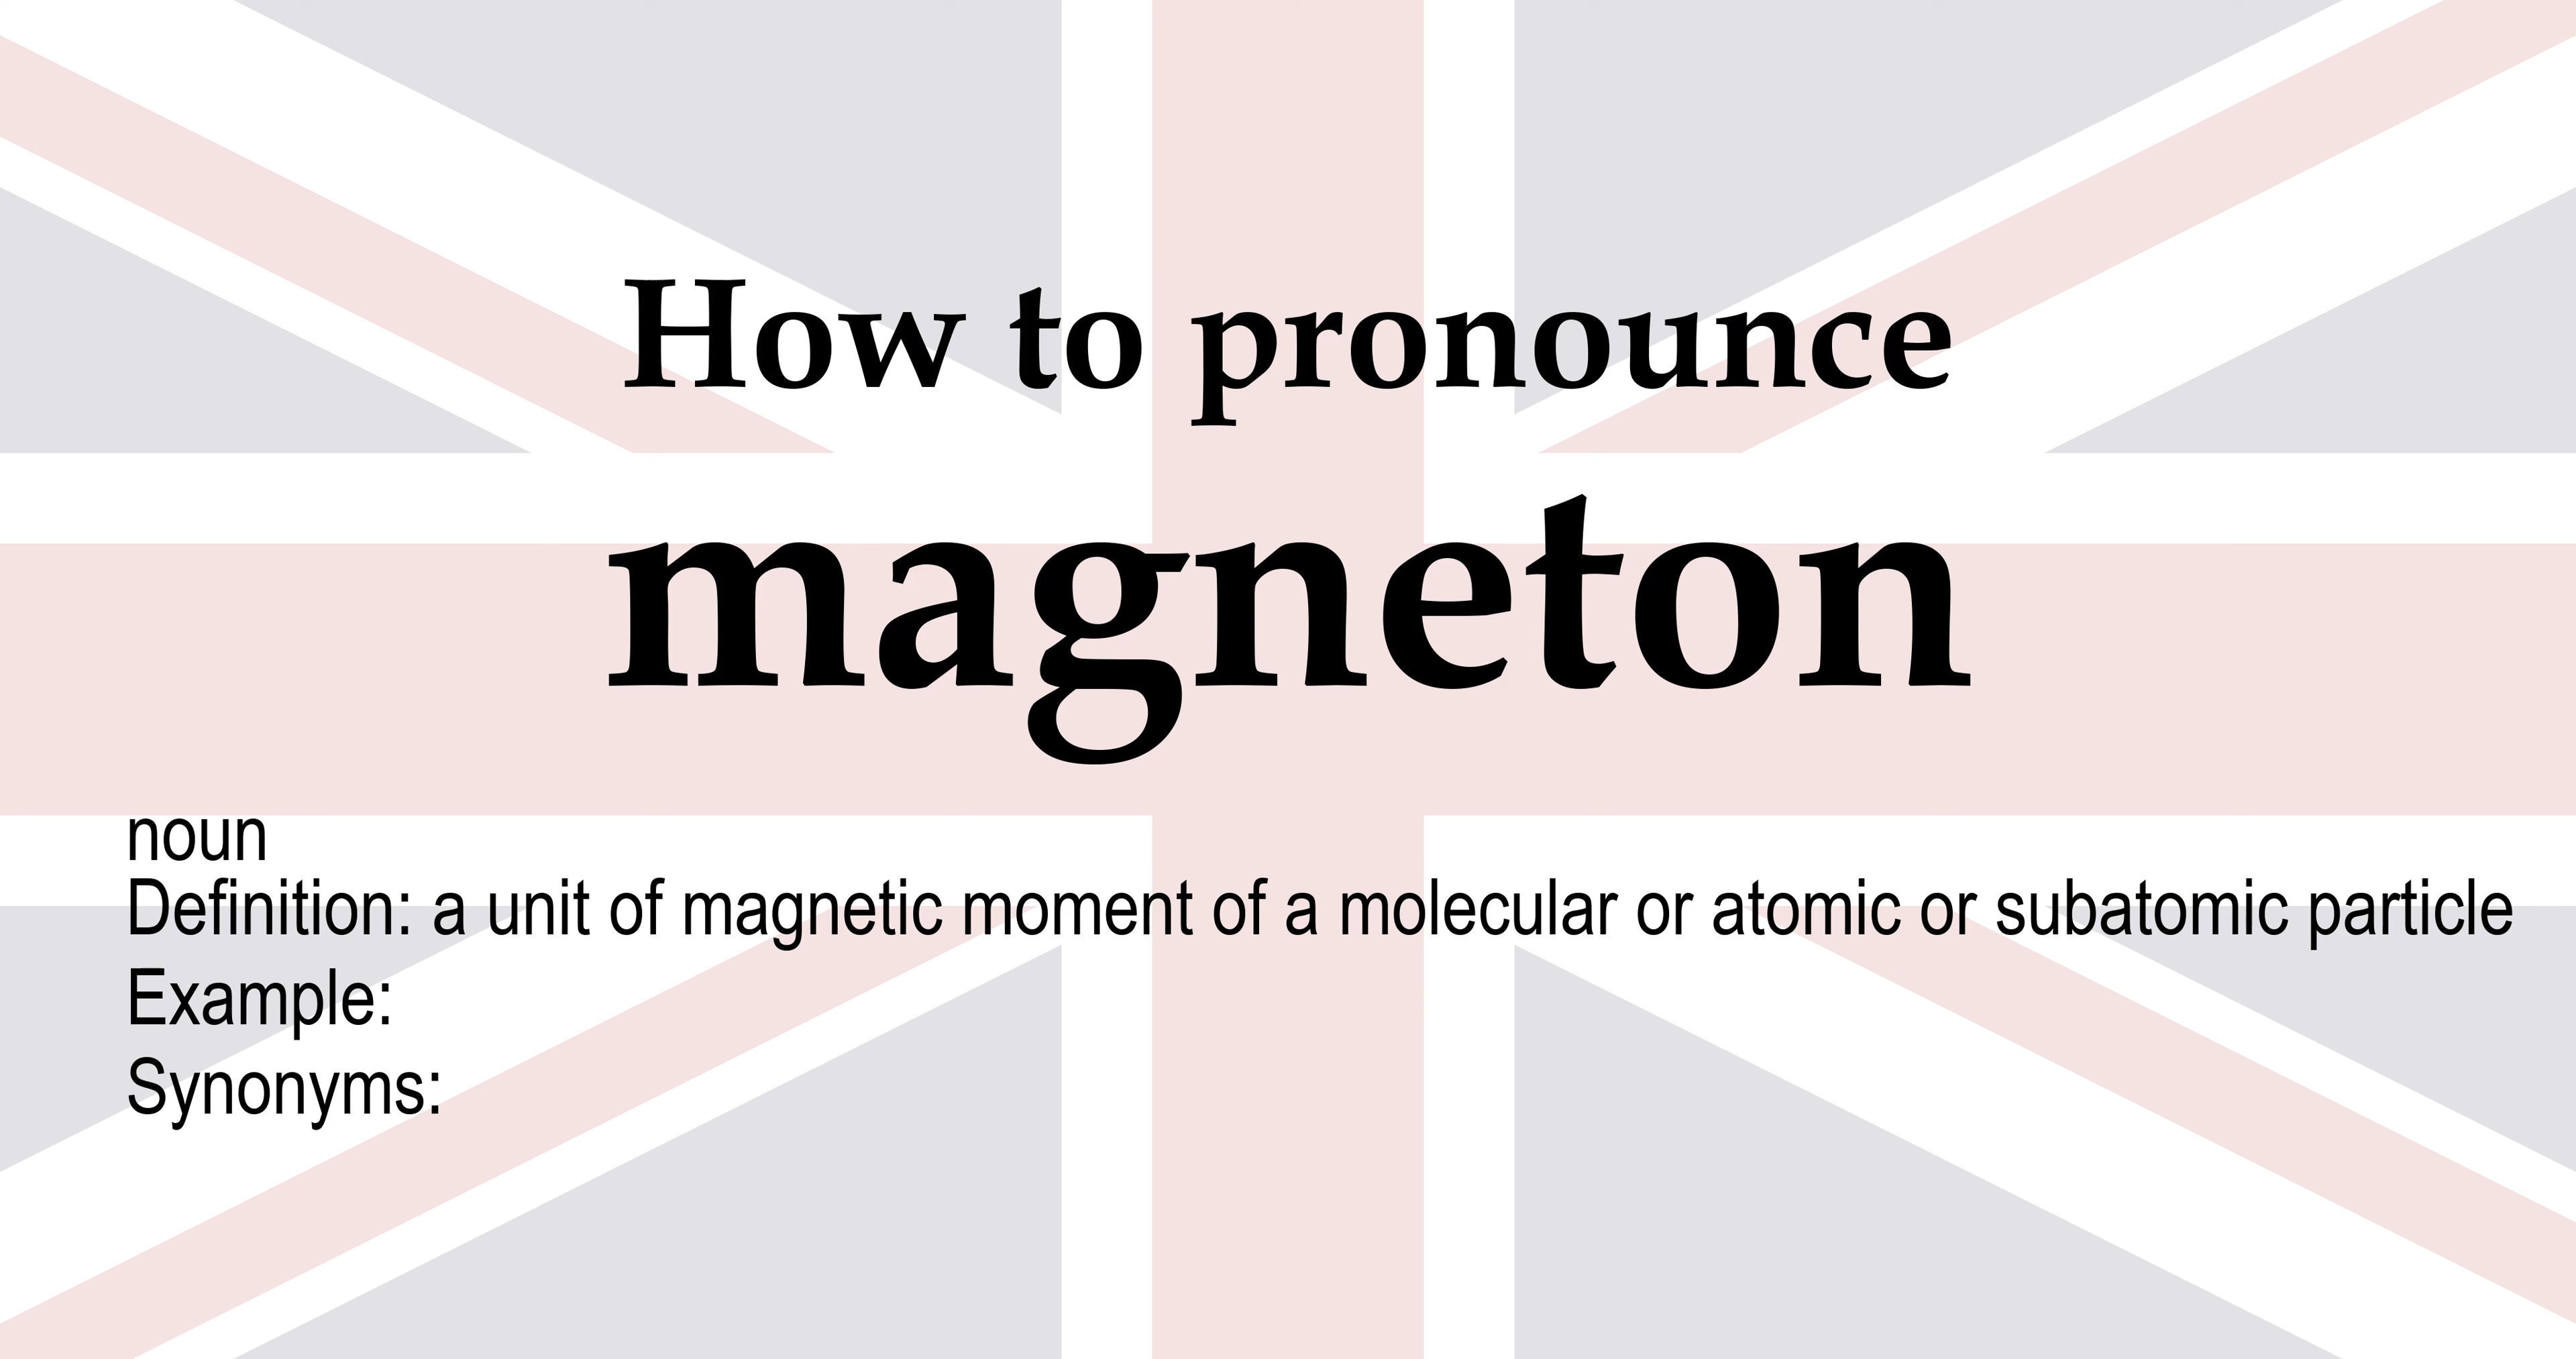 How to pronounce
magneton
noun
Definition: a unit of magnetic moment of a molecular or atomic or subatomic particle
Example:
Synonyms: